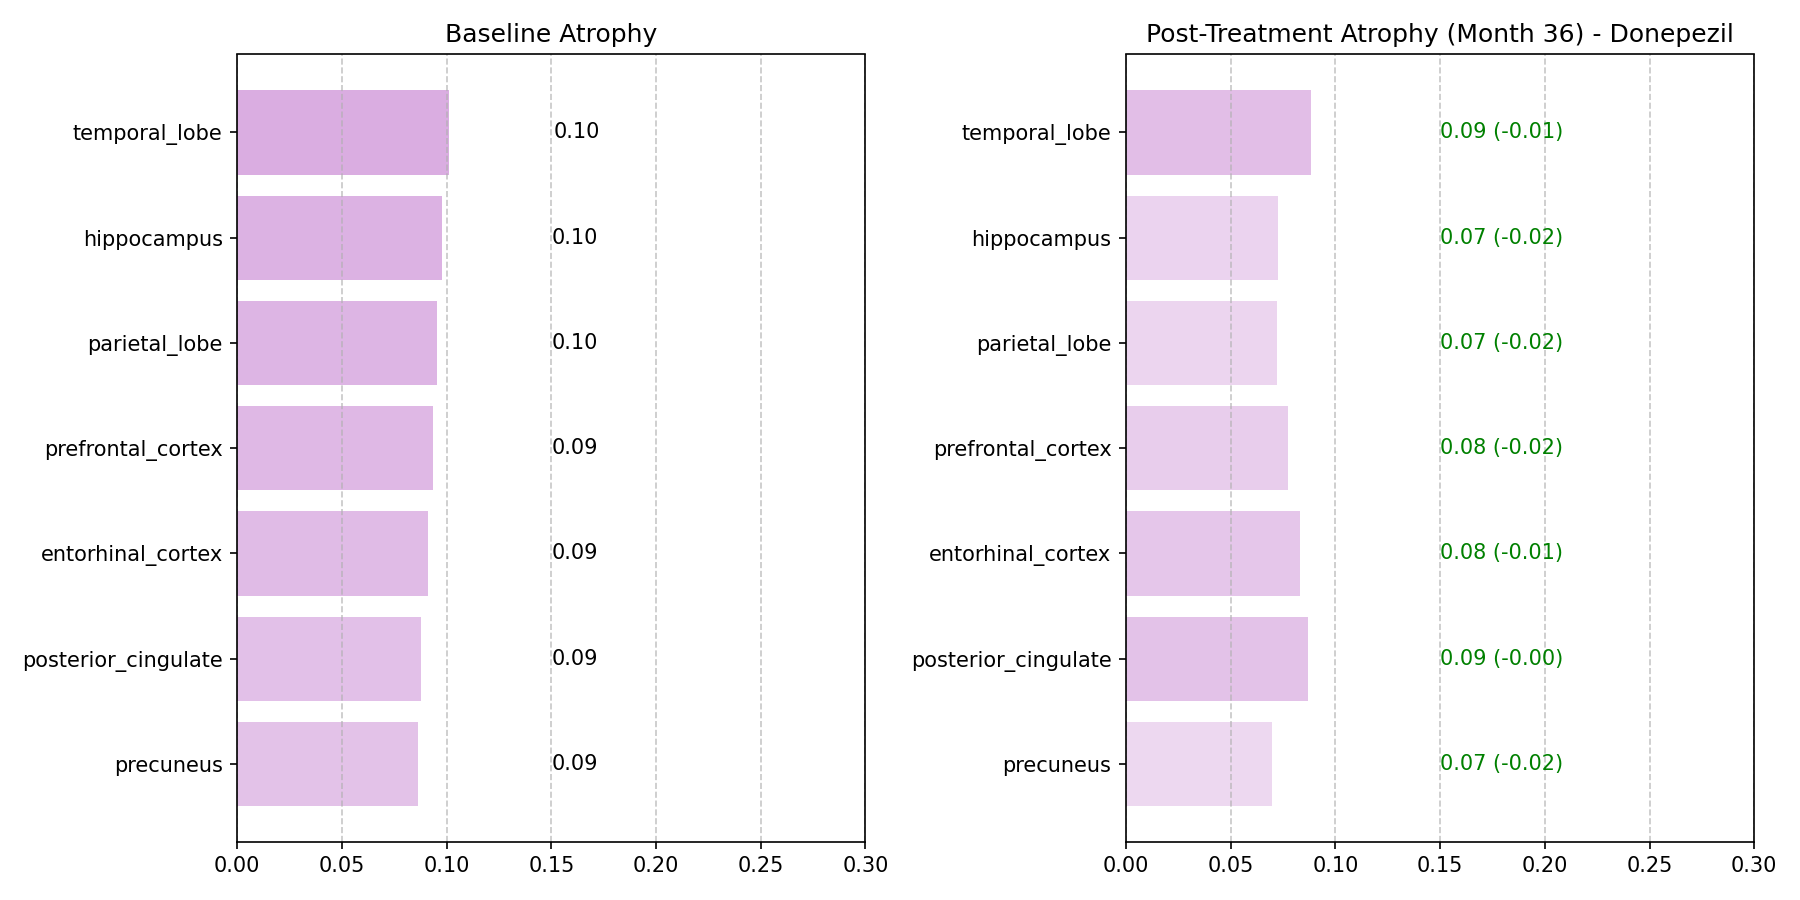 Baseline Atrophy
temporal_lobe
0.10
hippocampus
0.10
parietal_lobe
0.10
prefrontal_cortex
0.09
entorhinal_cortex
0.09
posterior_cingulate
0.09
precuneus
0.09
0.00 0.05 0.10 0.15 0.20 0.25 0.30
Post-Treatment Atrophy (Month 36) - Donepezil
temporal_lobe
0.09 (-0.01)
hippocampus
0.07 (-0.02)
parietal_lobe
0.07 (-0.02)
prefrontal_cortex
0.08 (-0.02)
entorhinal_cortex
0.08 (-0.01)
posterior_cingulate
0.09 (-0.00)
precuneus
0.07 (-0.02)
0.00 0.05 0.10 0.15 0.20 0.25 0.30